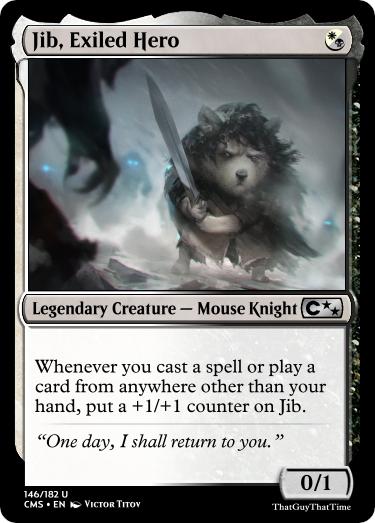 Jib, Exiled Hero
Legendary Creature — Mouse Knight
C
Whenever you cast a spell or play a
card from anywhere other than your
hand, put a +1/+1 counter on Jib.
“One day, I shall return to you.”
0/1
146/182 U
CMS • EN Victor Titov
ThatGuyThatTime